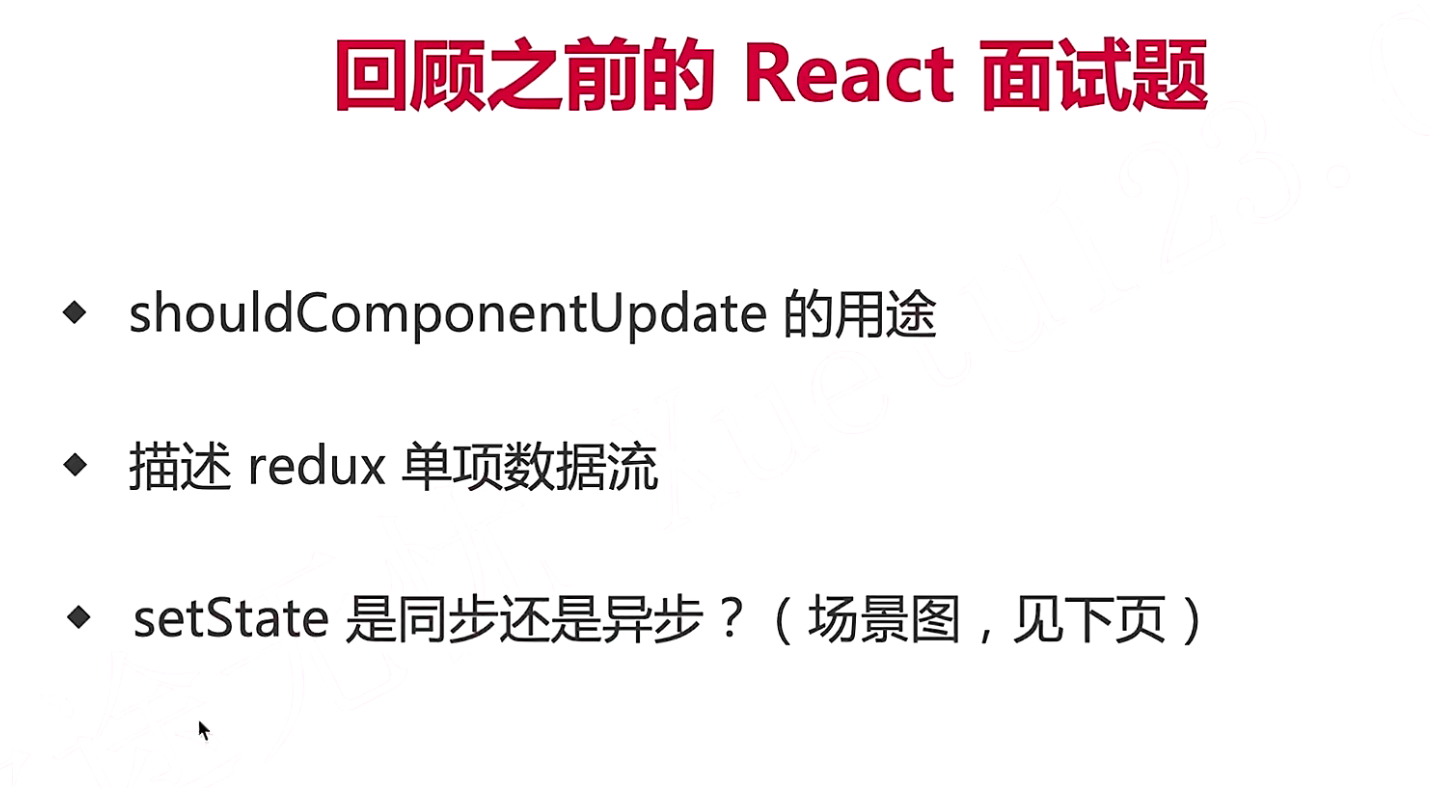 回顾之前的 React 面试题
◆ shouldComponentUpdate 的用途
◆ 描述 redux 单项数据流
◆ setState 是同步还是异步？（场景图，见下页）